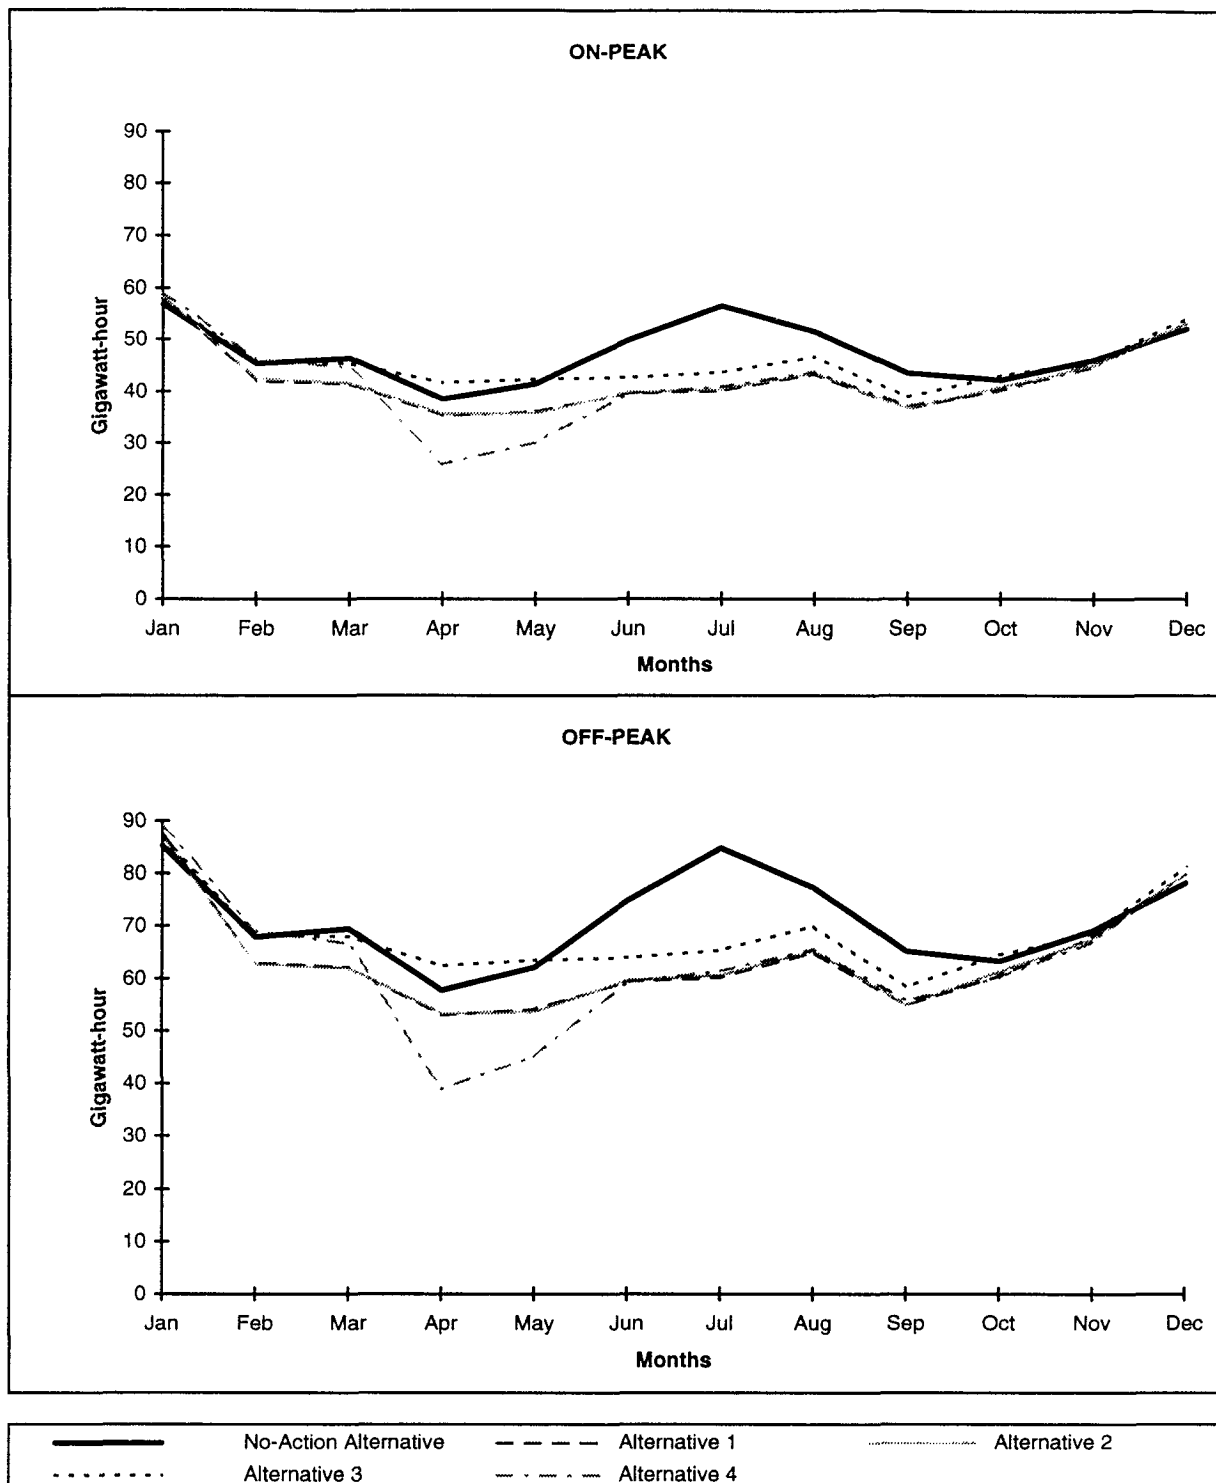 ON-PEAK
90
80
70
60
50
40
30
20
10
0
Gigawatt-hour
Jan Feb Mar Apr May Jun Jul Aug Sep Oct Nov Dec
Months
OFF-PEAK
90
80
70
60
50
40
30
20
10
0
Gigawatt-hour
Jan Feb Mar Apr May Jun Jul Aug Sep Oct Nov Dec
Months
No-Action Alternative Alternative 1 Alternative 2
Alternative 3 Alternative 4